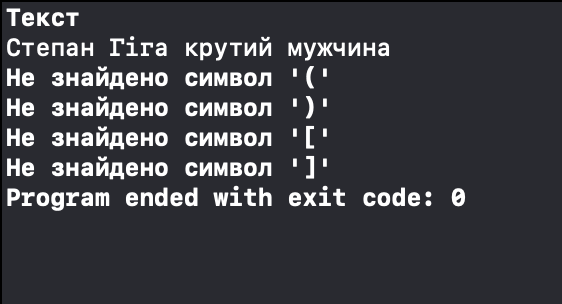 Текст
Степан Гіга крутий мужчина
Не знайдено символ '('
Не знайдено символ ')'
Не знайдено символ '['
Не знайдено символ ']'
Program ended with exit code: 0